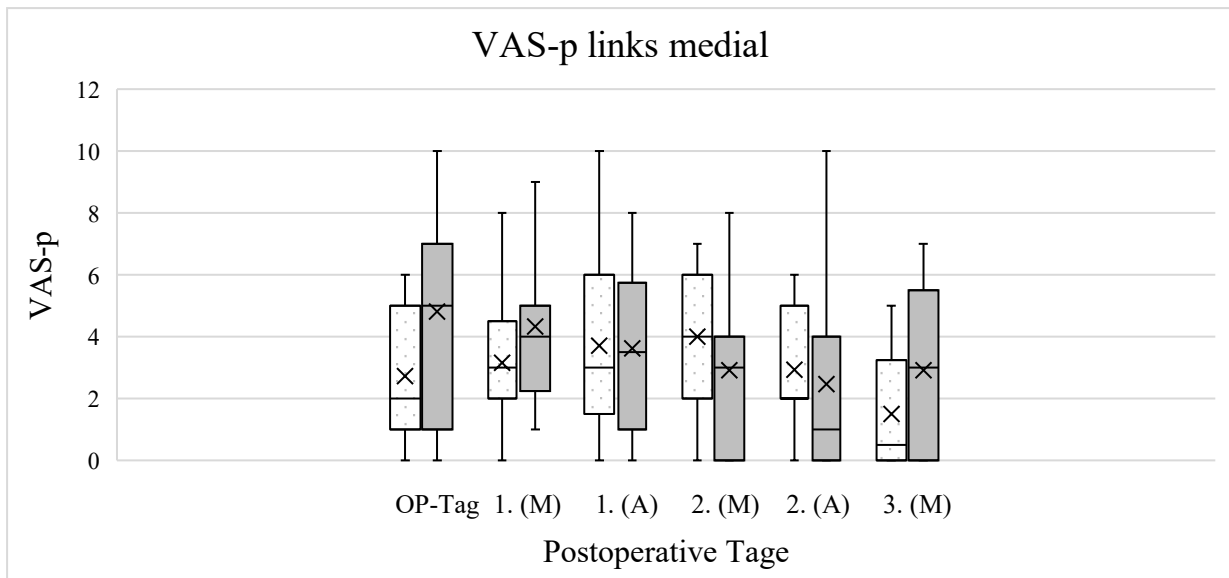 VAS-p links medial
12
10
8
6
4
2
0
VAS-p
OP-Tag 1. (M) 1. (A) 2. (M) 2. (A) 3. (M)
Postoperative Tage